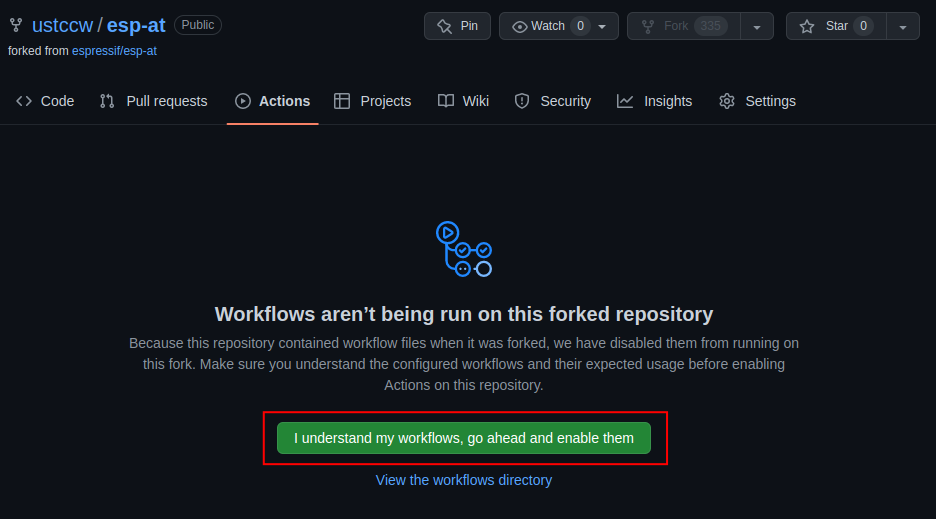 ustccw / esp-at Public
Pin
Watch 0
Fork 335
Star 0
forked from espressif/esp-at
Code
Pull requests
Actions
Projects
Wiki
Security
Insights
Settings
Workflows aren’t being run on this forked repository
Because this repository contained workflow files when it was forked, we have disabled them from running on
this fork. Make sure you understand the configured workflows and their expected usage before enabling
Actions on this repository.
I understand my workflows, go ahead and enable them
View the workflows directory